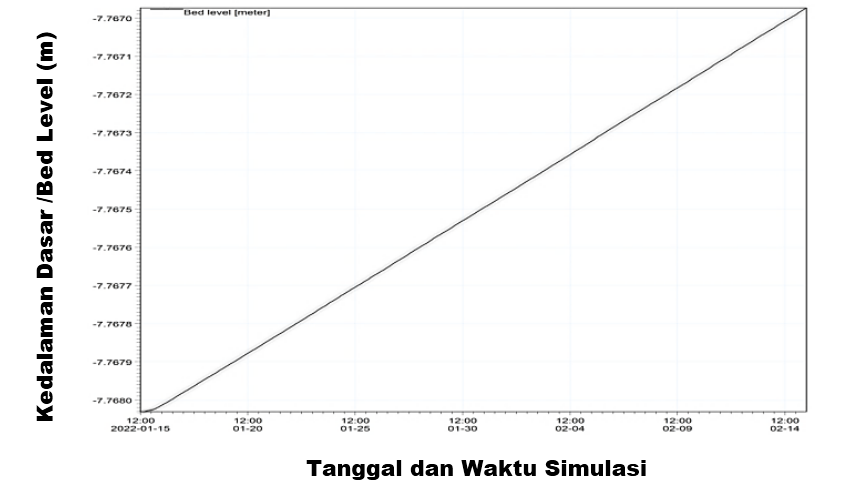 Bed level [meter]
Kedalaman Dasar /Bed Level (m)
-7.7670
-7.7671
-7.7672
-7.7673
-7.7674
-7.7675
-7.7676
-7.7677
-7.7678
-7.7679
-7.7680
12:00 12:00 12:00 12:00 12:00 12:00 12:00
2022-01-15 01-20 01-25 01-30 02-04 02-09 02-14
Tanggal dan Waktu Simulasi